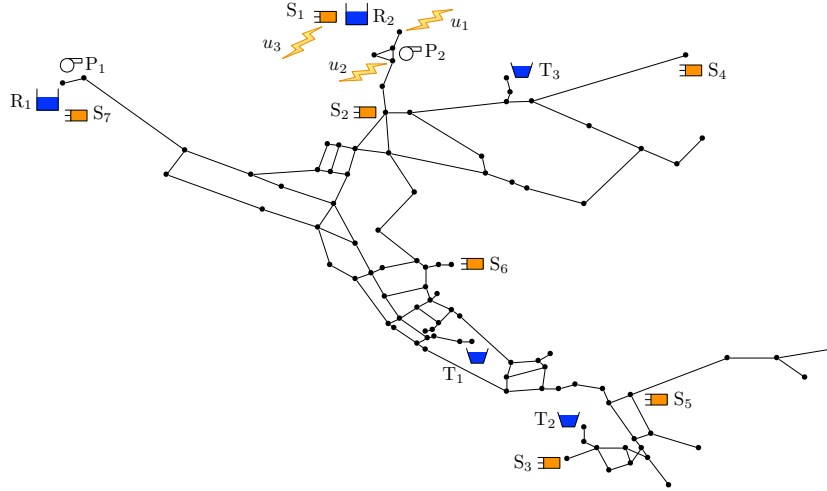 S₁
R₂
u₁
u₃
P₂
P₁
u₂
T₃
S₄
R₁
S₇
S₂
S₆
T₁
S₅
T₂
S₃